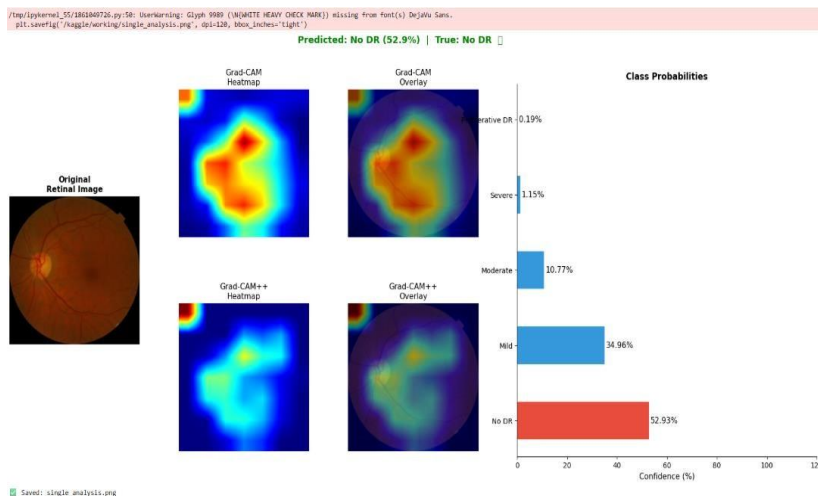 /tmp/ipykernel_55/1861049726.py:50: UserWarning: Glyph 9989 (\N{WHITE HEAVY CHECK MARK}) missing from font(s) DejaVu Sans.
plt.savefig('/kaggle/working/single_analysis.png', dpi=120, bbox_inches='tight')
Predicted: No DR (52.9%) | True: No DR
Original
Retinal Image
Grad-CAM
Heatmap
Grad-CAM
Overlay
Grad-CAM++
Heatmap
Grad-CAM++
Overlay
Class Probabilities
erative DR 0.19%
Severe 1.15%
Moderate 10.77%
Mild 34.96%
No DR 52.93%
0 20 40 60 80 100 12
Confidence (%)
✅ Saved: single_analysis.png